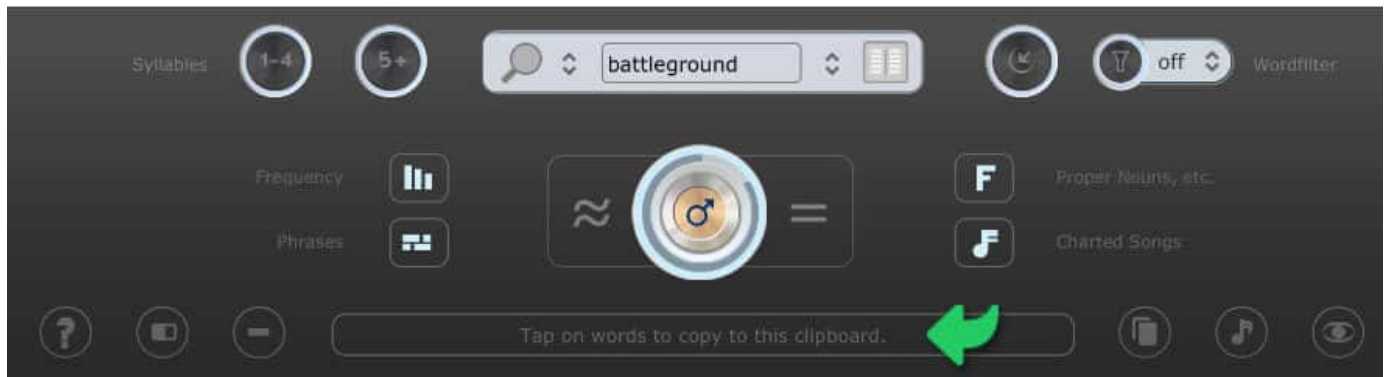 Syllables 1-4 5+ battleground off Wordfilter
Frequency F Proper Nouns, etc.
≈ =
Phrases Charted Songs
? Tap on words to copy to this clipboard.